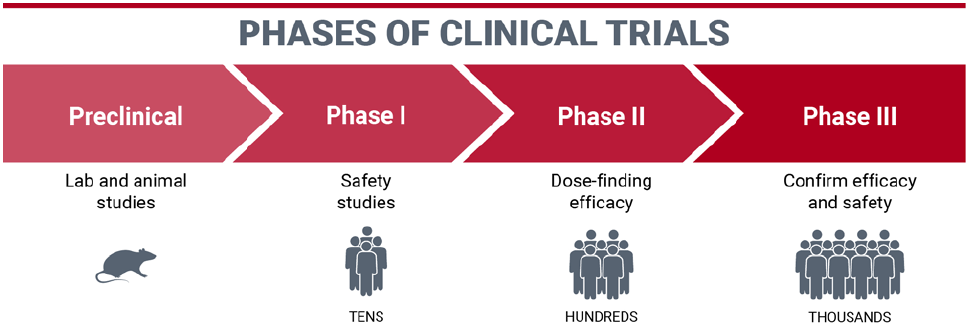 PHASES OF CLINICAL TRIALS
Preclinical
Phase I
Phase II
Phase III
Lab and animal
studies
Safety
studies
Dose-finding
efficacy
Confirm efficacy
and safety
TENS
HUNDREDS
THOUSANDS